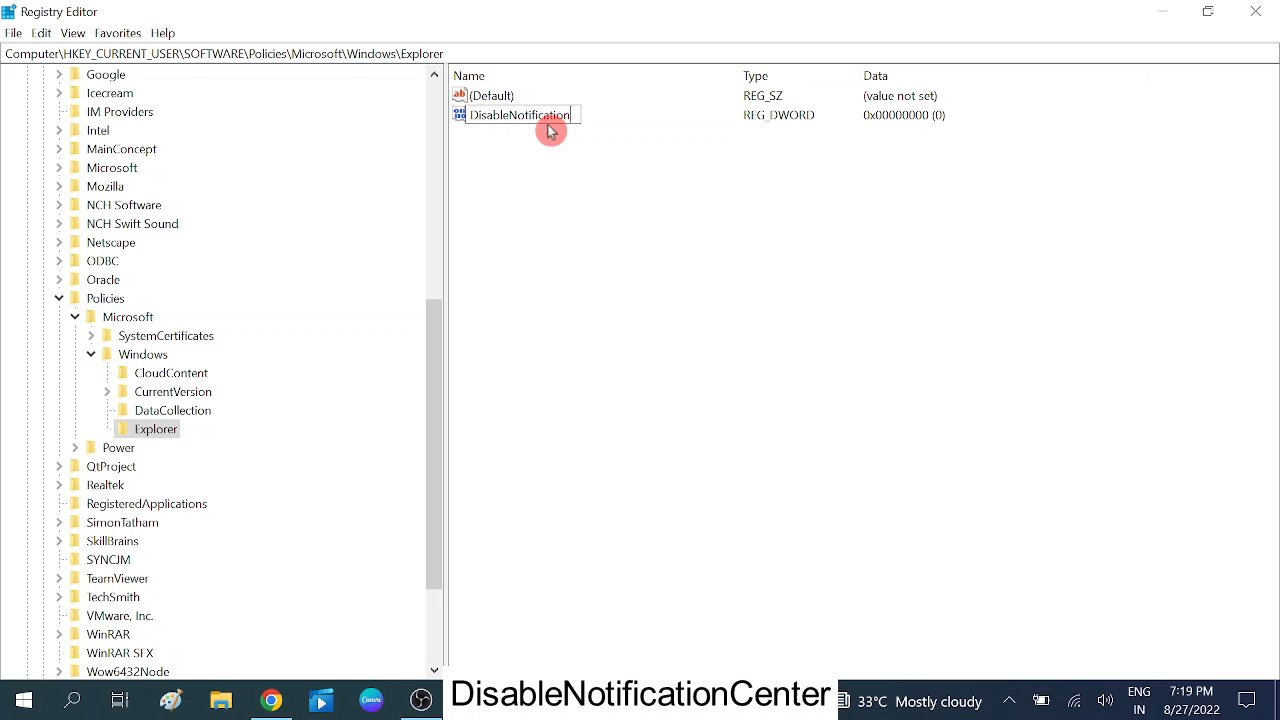 Registry Editor
File Edit View Favorites Help
Computer\HKEY_CURRENT_USER\SOFTWARE\Policies\Microsoft\Windows\Explorer
Google
Icecream
IM Providers
Intel
MainConcept
Microsoft
Mozilla
NCH Software
NCH Swift Sound
Netscape
ODBC
Oracle
Policies
Microsoft
SystemCertificates
Windows
CloudContent
CurrentVersion
DataCollection
Explorer
Power
QtProject
Realtek
RegisteredApplications
SimonTatham
SkillBrains
SYNCJM
TeamViewer
TechSmith
VMware, Inc.
WinRAR
WinRAR SFX
Wow6432Node
Name Type Data
(Default) REG_SZ (value not set)
DisableNotification REG_DWORD 0x00000000 (0)
DisableNotificationCenter
Canva
33°C Mostly cloudy
ENG
IN
7:19 PM
8/27/2022